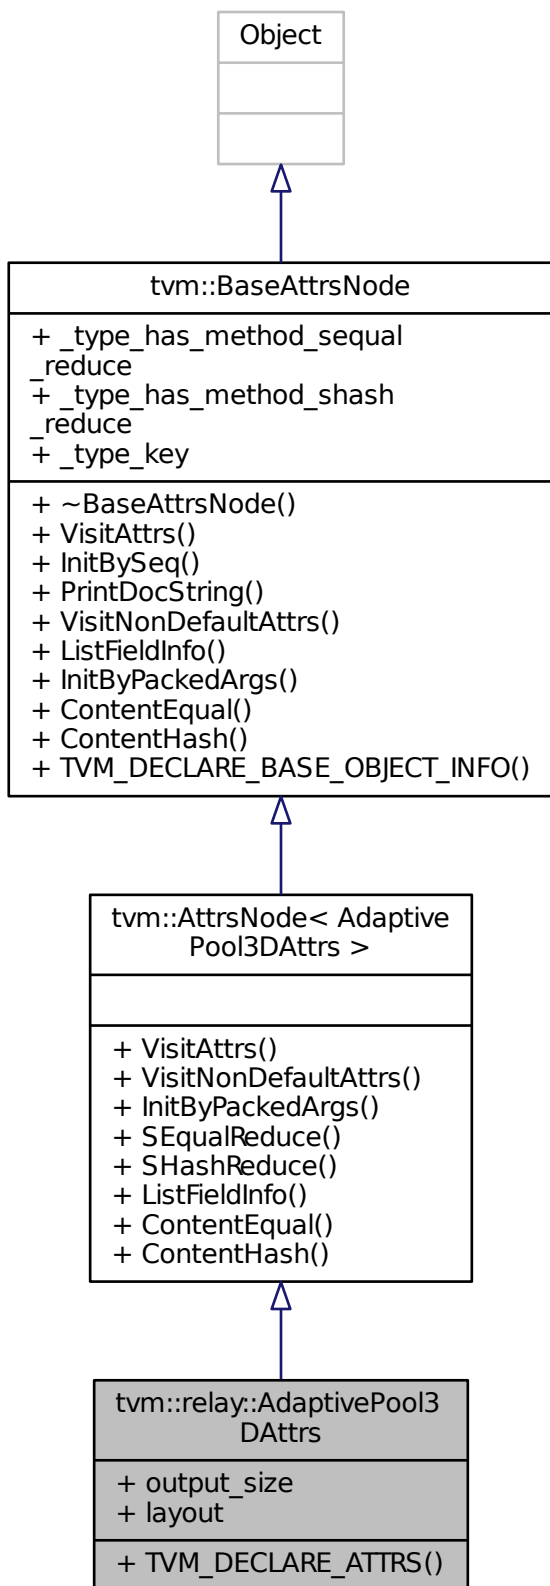 Object
tvm::BaseAttrsNode
+ _type_has_method_sequal
_reduce
+ _type_has_method_shash
_reduce
+ _type_key
+ ~BaseAttrsNode()
+ VisitAttrs()
+ InitBySeq()
+ PrintDocString()
+ VisitNonDefaultAttrs()
+ ListFieldInfo()
+ InitByPackedArgs()
+ ContentEqual()
+ ContentHash()
+ TVM_DECLARE_BASE_OBJECT_INFO()
tvm::AttrsNode< Adaptive
Pool3DAttrs >
+ VisitAttrs()
+ VisitNonDefaultAttrs()
+ InitByPackedArgs()
+ SEqualReduce()
+ SHashReduce()
+ ListFieldInfo()
+ ContentEqual()
+ ContentHash()
tvm::relay::AdaptivePool3
DAttrs
+ output_size
+ layout
+ TVM_DECLARE_ATTRS()